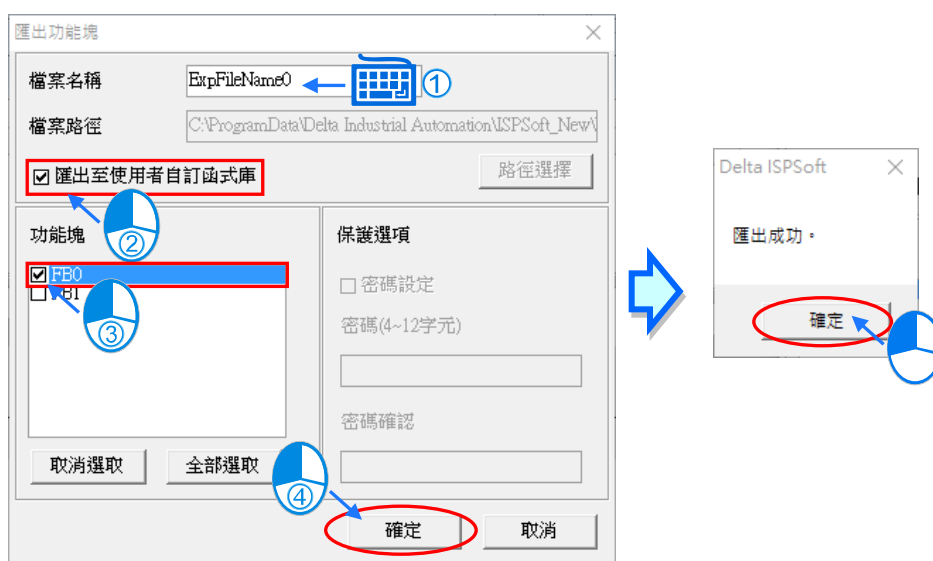 匯出功能塊
檔案名稱
ExpFileName0
①
檔案路徑
C:\ProgramData\Delta Industrial Automation\ISPSoft_New\
匯出至使用者自訂函式庫
路徑選擇
②
功能塊
FB0
FB1
③
保護選項
密碼設定
密碼(4~12字元)
密碼確認
取消選取
全部選取
④
確定
取消
Delta ISPSoft
匯出成功。
確定